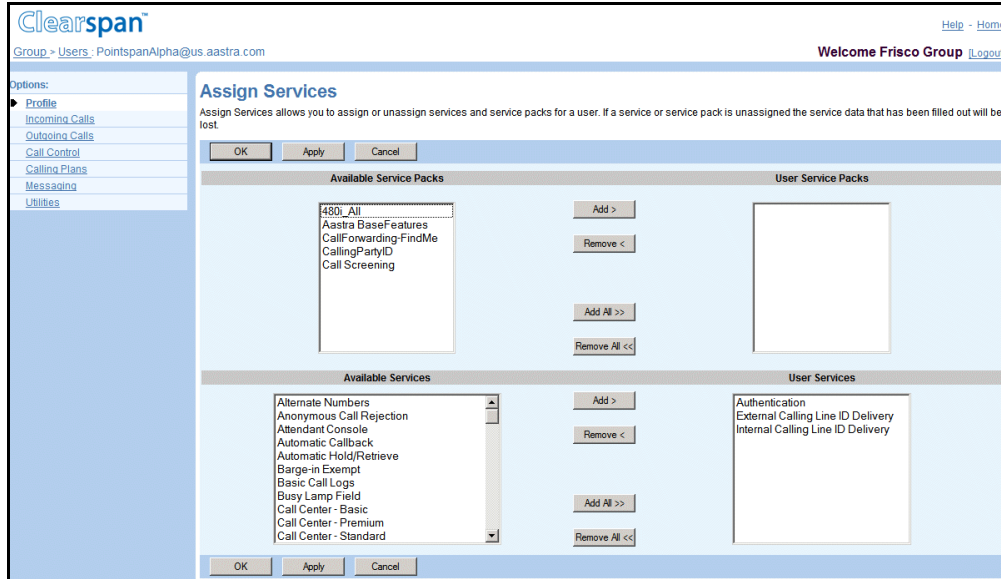 Clearspan™
Help - Home
Group > Users : PointspanAlpha@us.aastra.com
Welcome Frisco Group [Logout
Options:
Profile
Incoming Calls
Outgoing Calls
Call Control
Calling Plans
Messaging
Utilities
Assign Services
Assign Services allows you to assign or unassign services and service packs for a user. If a service or service pack is unassigned the service data that has been filled out will be
lost.
OK Apply Cancel
Available Service Packs User Service Packs
480i_All
Aastra BaseFeatures
CallForwarding-FindMe
CallingPartyID
Call Screening
Add >
Remove <
Add All >>
Remove All <<
Available Services User Services
Alternate Numbers
Anonymous Call Rejection
Attendant Console
Automatic Callback
Automatic Hold/Retrieve
Barge-in Exempt
Basic Call Logs
Busy Lamp Field
Call Center - Basic
Call Center - Premium
Call Center - Standard
Add >
Remove <
Add All >>
Remove All <<
Authentication
External Calling Line ID Delivery
Internal Calling Line ID Delivery
OK Apply Cancel